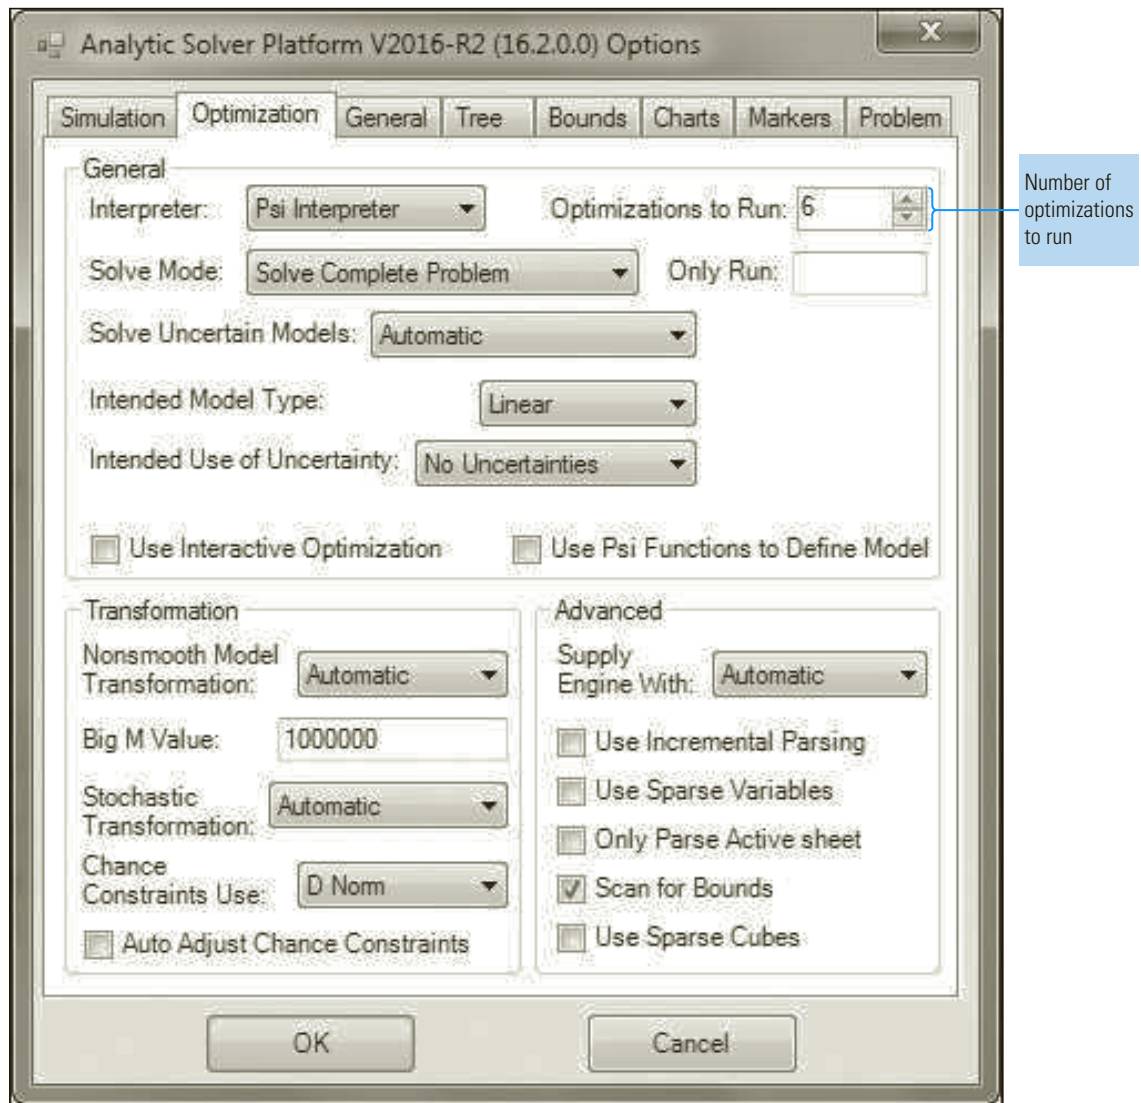 Analytic Solver Platform V2016-R2 (16.2.0.0) Options
x
Simulation Optimization General Tree Bounds Charts Markers Problem
General
Interpreter: Psi Interpreter Optimizations to Run: 6
Number of
optimizations
to run
Solve Mode: Solve Complete Problem Only Run:
Solve Uncertain Models: Automatic
Intended Model Type: Linear
Intended Use of Uncertainty: No Uncertainties
Use Interactive Optimization Use Psi Functions to Define Model
Transformation
Nonsmooth Model
Transformation: Automatic
Big M Value: 1000000
Stochastic
Transformation: Automatic
Chance
Constraints Use: D Norm
Auto Adjust Chance Constraints
Advanced
Supply
Engine With: Automatic
Use Incremental Parsing
Use Sparse Variables
Only Parse Active sheet
Scan for Bounds
Use Sparse Cubes
OK Cancel